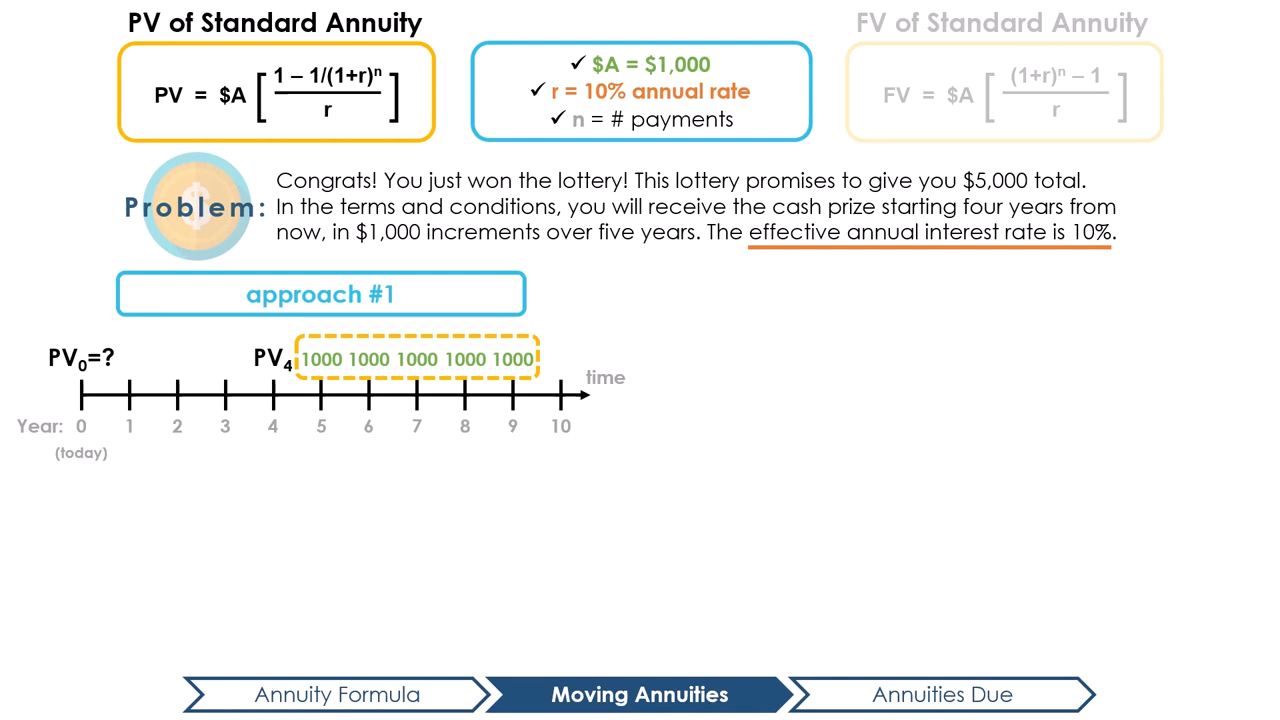 PV of Standard Annuity
PV = $A [ 1 – 1/(1+r)ⁿ / r ]
✓ $A = $1,000
✓ r = 10% annual rate
✓ n = # payments
FV of Standard Annuity
FV = $A [ (1+r)ⁿ – 1 / r ]
Problem:
Congrats! You just won the lottery! This lottery promises to give you $5,000 total.
In the terms and conditions, you will receive the cash prize starting four years from
now, in $1,000 increments over five years. The effective annual interest rate is 10%.
approach #1
PV₀=? PV₄ 1000 1000 1000 1000 1000
time
Year: 0 1 2 3 4 5 6 7 8 9 10
(today)
Annuity Formula Moving Annuities Annuities Due